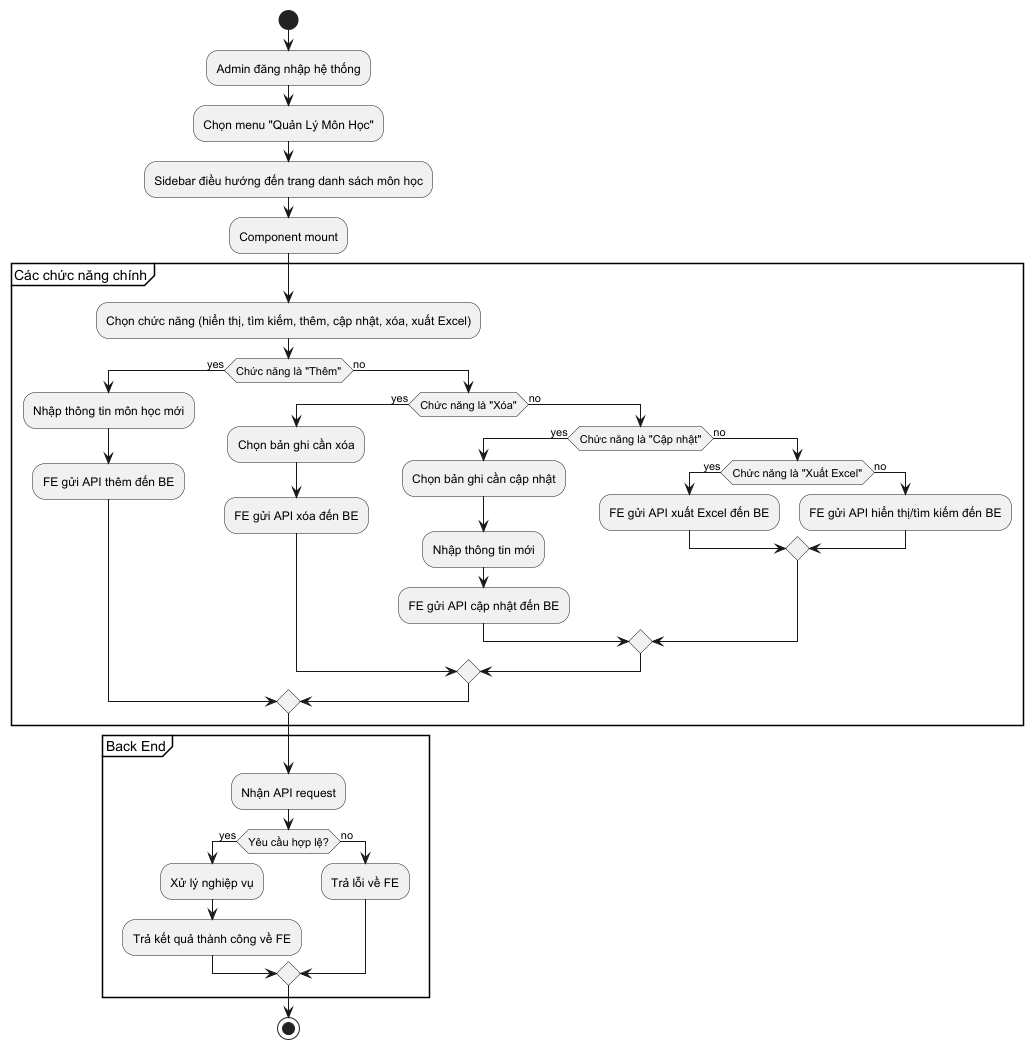 Admin đăng nhập hệ thống
Chọn menu "Quản Lý Môn Học"
Sidebar điều hướng đến trang danh sách môn học
Component mount
Các chức năng chính
Chọn chức năng (hiển thị, tìm kiếm, thêm, cập nhật, xóa, xuất Excel)
yes
Chức năng là "Thêm"
no
Nhập thông tin môn học mới
FE gửi API thêm đến BE
yes
Chức năng là "Xóa"
no
Chọn bản ghi cần xóa
FE gửi API xóa đến BE
yes
Chức năng là "Cập nhật"
no
Chọn bản ghi cần cập nhật
Nhập thông tin mới
FE gửi API cập nhật đến BE
yes
Chức năng là "Xuất Excel"
no
FE gửi API xuất Excel đến BE
FE gửi API hiển thị/tìm kiếm đến BE
Back End
Nhận API request
yes
Yêu cầu hợp lệ?
no
Xử lý nghiệp vụ
Trả kết quả thành công về FE
Trả lỗi về FE